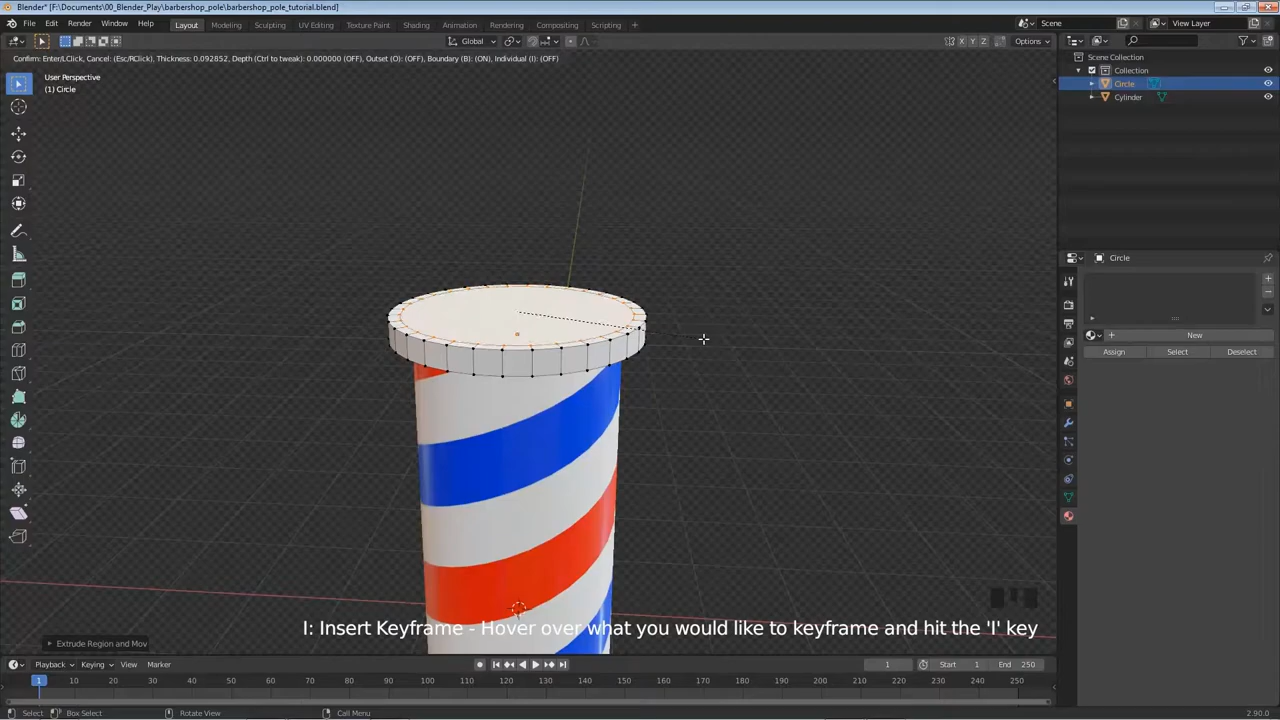 Blender* [F:\Documents\00_Blender_Play\barbershop_pole\barbershop_pole_tutorial.blend]
File Edit Render Window Help Layout Modeling Sculpting UV Editing Texture Paint Shading Animation Rendering Compositing Scripting + Scene View Layer
Global X Y Z Options
Confirm: Enter/LClick, Cancel: (Esc/RClick), Thickness: 0.092852, Depth (Ctrl to tweak): 0.000000 (OFF), Outset (O): (OFF), Boundary (B): (ON), Individual (I): (OFF)
User Perspective
(1) Circle
Scene Collection
Collection
Circle
Cylinder
Circle
New
Assign Select Deselect
I: Insert Keyframe - Hover over what you would like to keyframe and hit the 'I' key
Extrude Region and Mov
Playback Keying View Marker 1 Start 1 End 250
1 10 20 30 40 50 60 70 80 90 100 110 120 130 140 150 160 170 180 190 200 210 220 230 240 250
Select Box Select Rotate View Call Menu 2.90.0